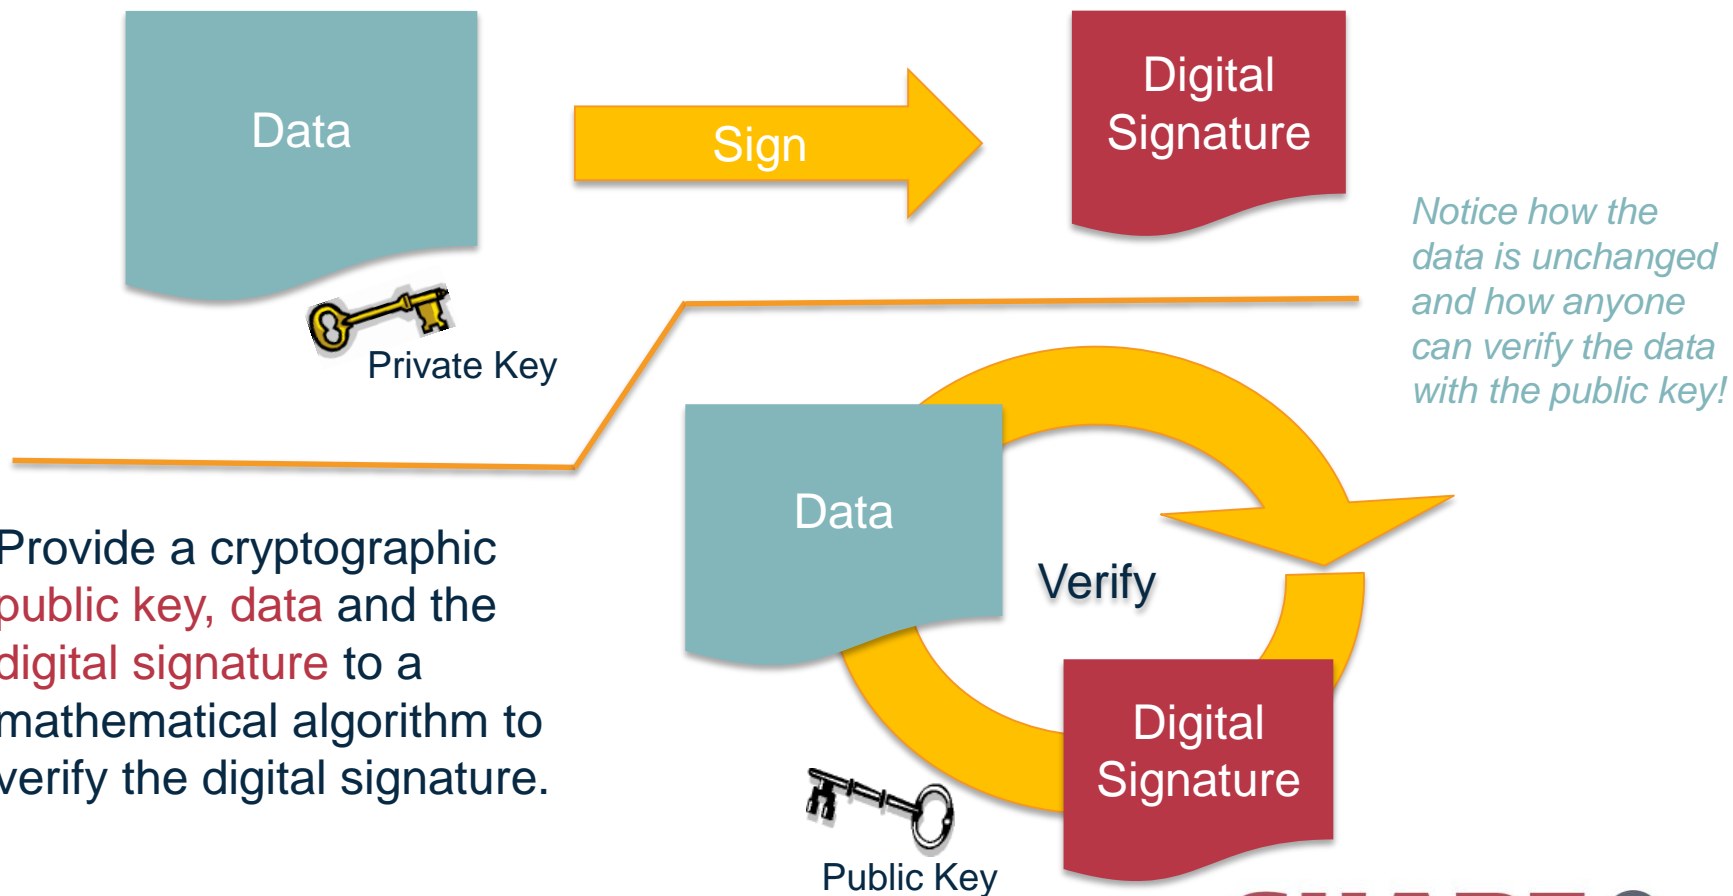 Data
Sign
Digital
Signature
Private Key
Notice how the
data is unchanged
and how anyone
can verify the data
with the public key!
Provide a cryptographic
public key, data and the
digital signature to a
mathematical algorithm to
verify the digital signature.
Data
Verify
Digital
Signature
Public Key